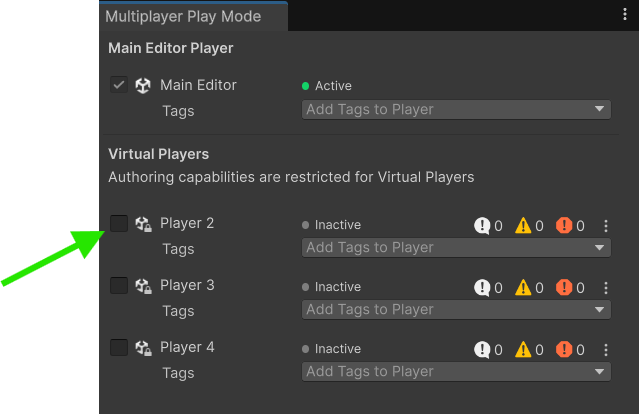 Multiplayer Play Mode
Main Editor Player
Main Editor Active
Tags Add Tags to Player
Virtual Players
Authoring capabilities are restricted for Virtual Players
Player 2 Inactive 0 0 0
Tags Add Tags to Player
Player 3 Inactive 0 0 0
Tags Add Tags to Player
Player 4 Inactive 0 0 0
Tags Add Tags to Player